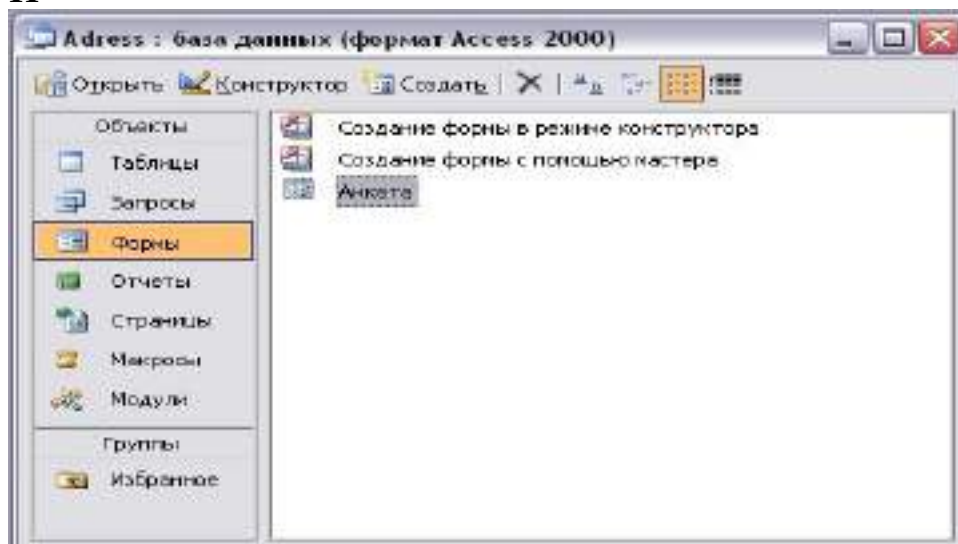 Adress : база данных (формат Access 2000)
Открыть Конструктор Создать
Объекты
Таблицы
Запросы
Формы
Отчеты
Страницы
Макросы
Модули
Группы
Избранное
Создание формы в режиме конструктора
Создание формы с помощью мастера
Анкета